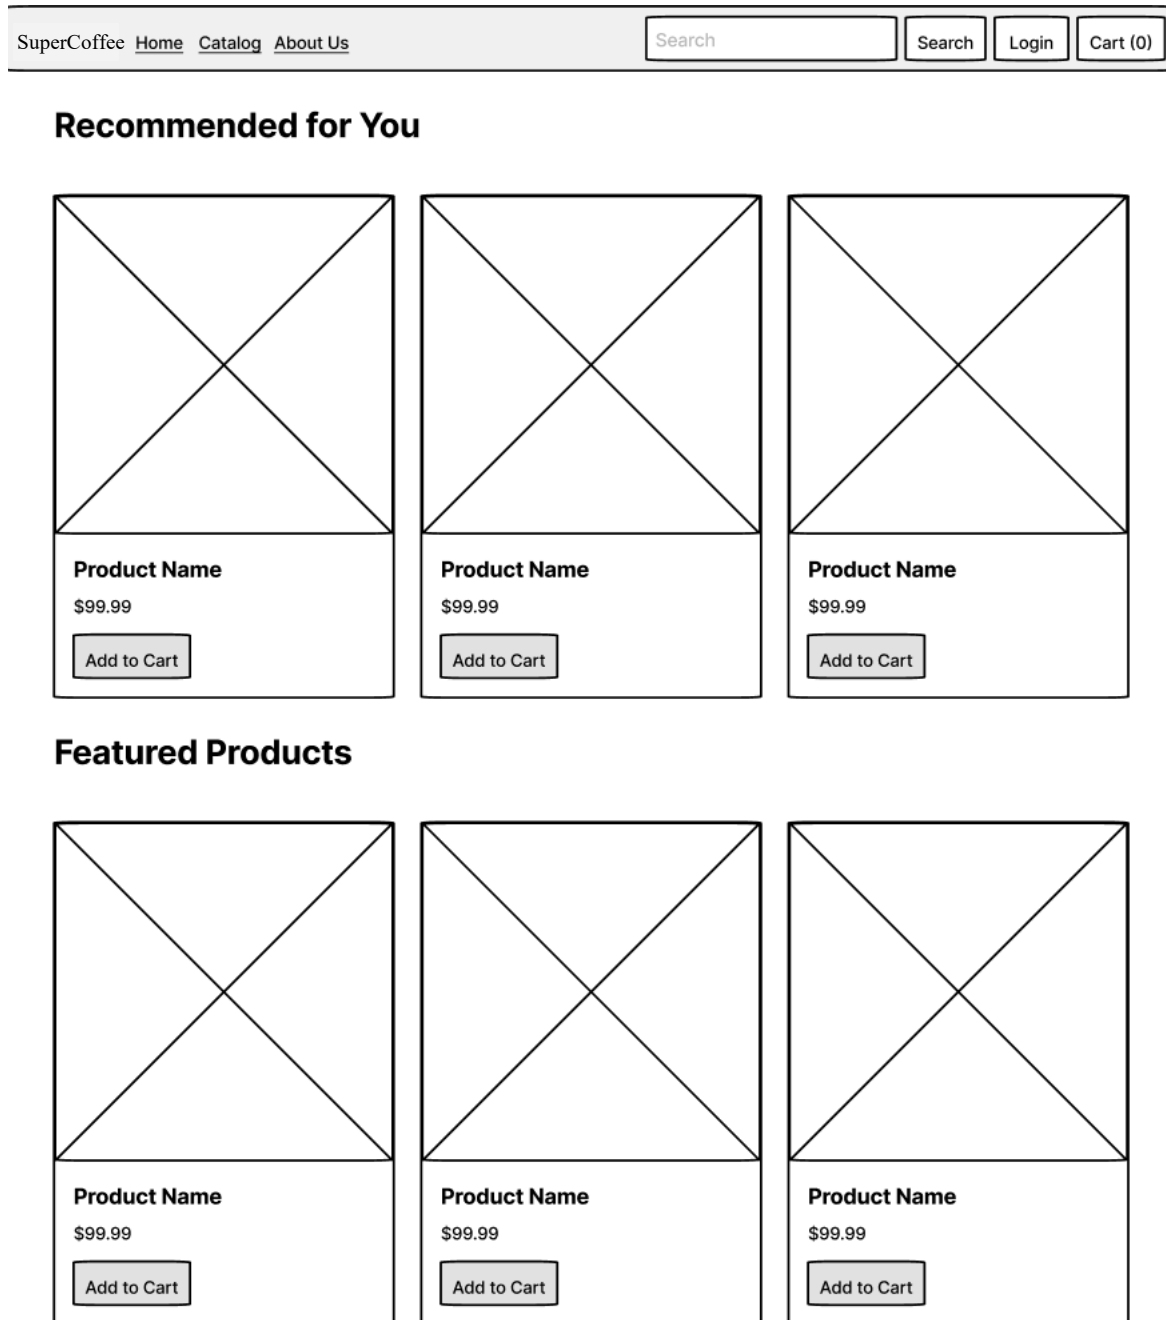 SuperCoffee Home Catalog About Us Search Search Login Cart (0)
Recommended for You
Product Name Product Name Product Name
$99.99 $99.99 $99.99
Add to Cart Add to Cart Add to Cart
Featured Products
Product Name Product Name Product Name
$99.99 $99.99 $99.99
Add to Cart Add to Cart Add to Cart